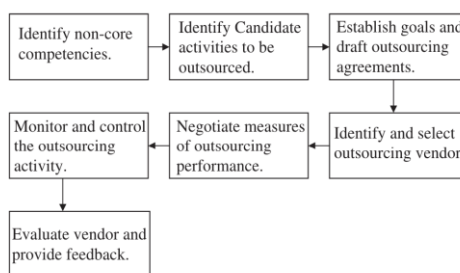 Identify non-core
competencies.
Identify Candidate
activities to be
outsourced.
Establish goals and
draft outsourcing
agreements.
Identify and select
outsourcing vendor
Negotiate measures
of outsourcing
performance.
Monitor and control
the outsourcing
activity.
Evaluate vendor and
provide feedback.